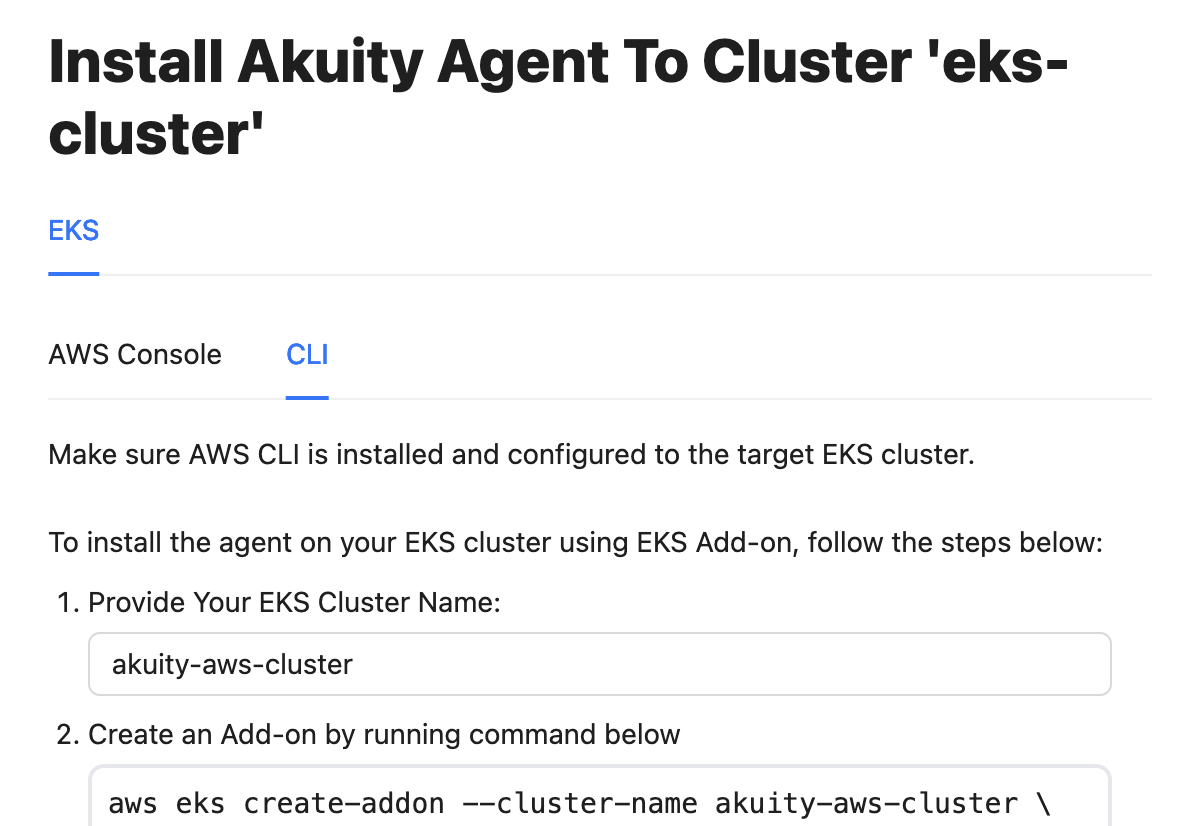 Install Akuity Agent To Cluster 'eks-
cluster'
EKS
AWS Console CLI
Make sure AWS CLI is installed and configured to the target EKS cluster.
To install the agent on your EKS cluster using EKS Add-on, follow the steps below:
1. Provide Your EKS Cluster Name:
akuity-aws-cluster
2. Create an Add-on by running command below
aws eks create-addon --cluster-name akuity-aws-cluster \